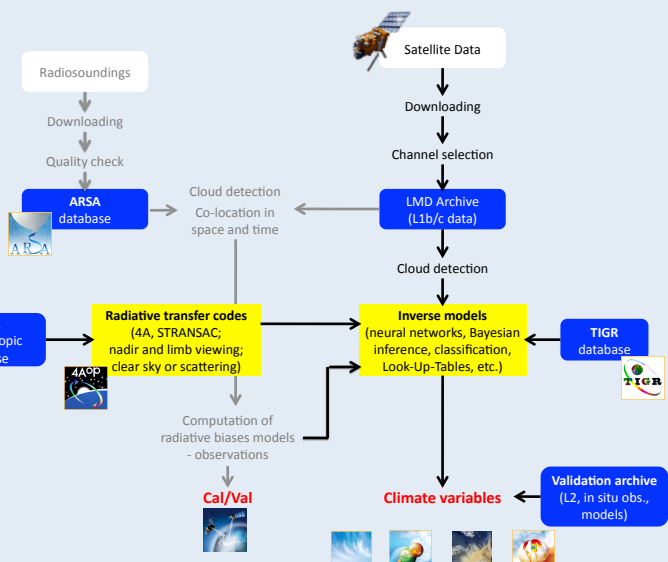 Satellite Data
Radiosoundings
Downloading
Downloading
Quality check
Channel selection
ARSA
database
Cloud detection
Co-location in
space and time
LMD Archive
(L1b/c data)
ARSA
Cloud detection
Radiative transfer codes
(4A, STRANSAC;
nadir and limb viewing;
clear sky or scattering)
Inverse models
(neural networks, Bayesian
inference, classification,
Look-Up-Tables, etc.)
TIGR
database
opic
se
4Aop
TIGR
Computation of
radiative biases models
- observations
Cal/Val
Climate variables
Validation archive
(L2, in situ obs.,
models)